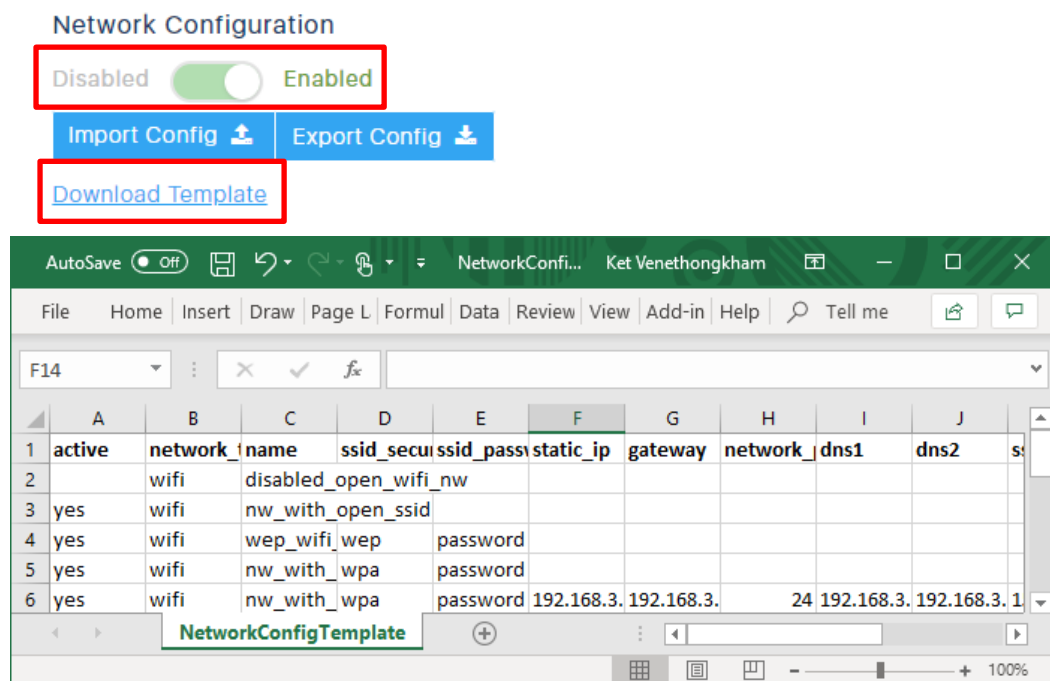 Network Configuration
Disabled Enabled
Import Config Export Config
Download Template
AutoSave Off NetworkConfi... Ket Venethongkham
File Home Insert Draw Page L Formul Data Review View Add-in Help Tell me
F14 fx
A B C D E F G H I J
1 active network_t name ssid_secur ssid_passw static_ip gateway network_p dns1 dns2 s
2 wifi disabled_open_wifi_nw
3 yes wifi nw_with_open_ssid
4 yes wifi wep_wifi_ wep password
5 yes wifi nw_with_ wpa password
6 yes wifi nw_with_ wpa password 192.168.3. 192.168.3. 24 192.168.3. 192.168.3. 1
NetworkConfigTemplate
100%